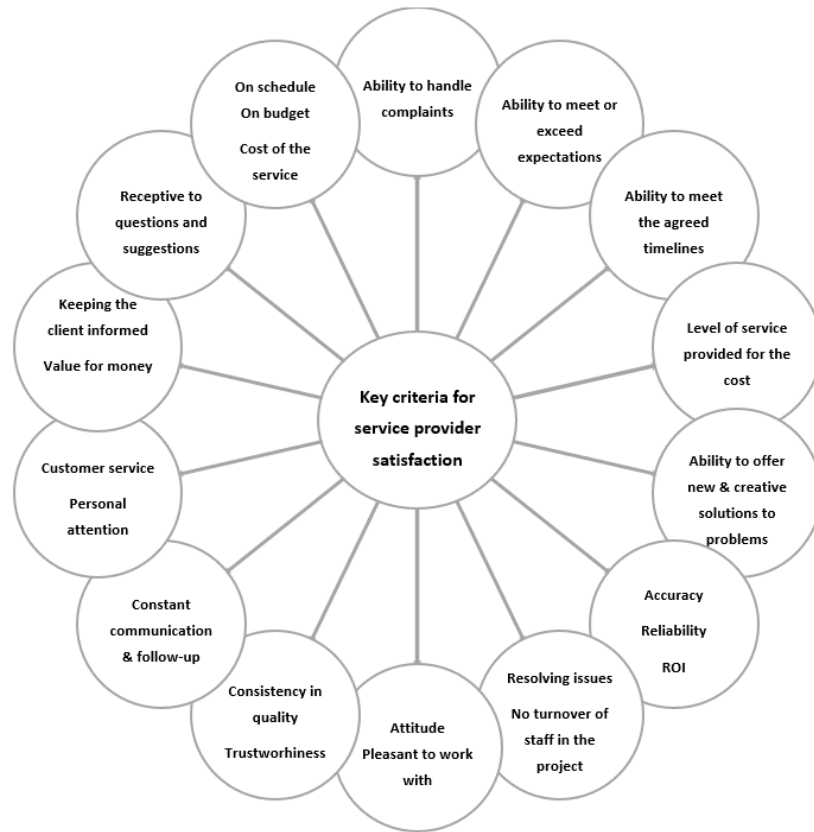 Key criteria for
service provider
satisfaction
Ability to handle
complaints
Ability to meet or
exceed
expectations
Ability to meet
the agreed
timelines
Level of service
provided for the
cost
Ability to offer
new & creative
solutions to
problems
Accuracy
Reliability
ROI
Resolving issues
No turnover of
staff in the
project
Attitude
Pleasant to work
with
Consistency in
quality
Trustworhiness
Constant
communication
& follow-up
Customer service
Personal
attention
Keeping the
client informed
Value for money
Receptive to
questions and
suggestions
On schedule
On budget
Cost of the
service